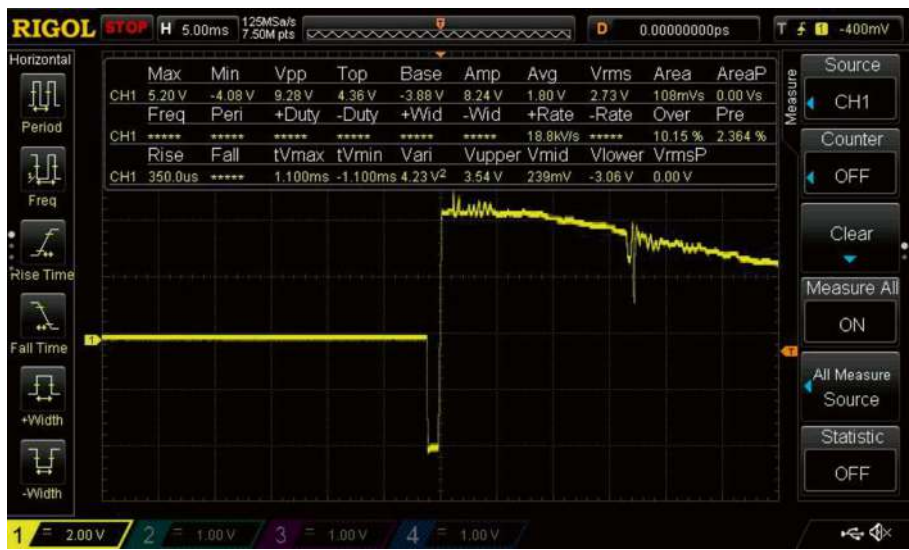 RIGOL STOP H 5.00ms 125MSa/s 7.50M pts D 0.00000000ps T 1 -400mV
Horizontal
Period
Freq
Rise Time
Fall Time
+Width
-Width
Max Min Vpp Top Base Amp Avg Vrms Area AreaP
CH1 5.20 V -4.08 V 9.28 V 4.36 V -3.88 V 8.24 V 1.80 V 2.73 V 108mVs 0.00 Vs
Freq Peri +Duty -Duty +Wid -Wid +Rate -Rate Over Pre
CH1 ***** ***** ***** ***** ***** ***** 18.8kV/s ***** 10.15 % 2.364 %
Rise Fall tVmax tVmin Vari Vupper Vmid Vlower VrmsP
CH1 350.0us ***** 1.100ms -1.100ms 4.23 V² 3.54 V 239mV -3.06 V 0.00 V
T
1
T
Measure
Source
CH1
Counter
OFF
Clear
Measure All
ON
All Measure
Source
Statistic
OFF
1 = 2.00 V 2 = 1.00 V 3 = 1.00 V 4 = 1.00 V